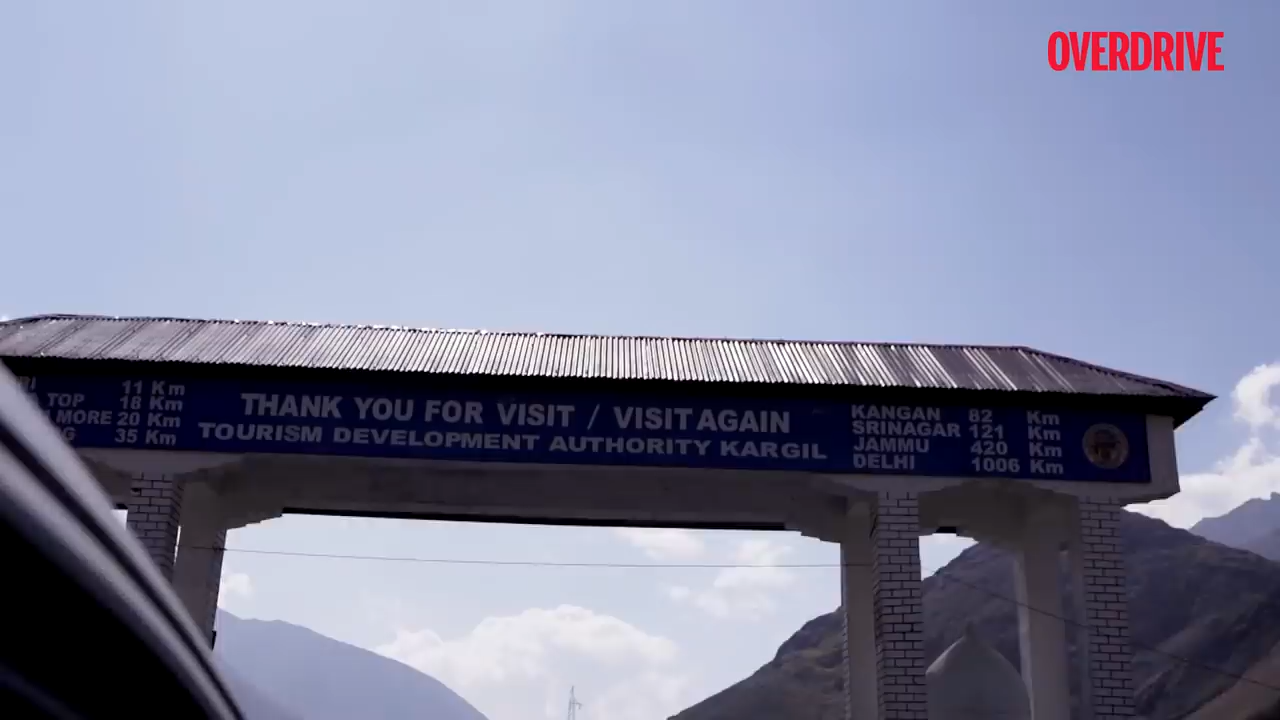 OVERDRIVE
11 Km
TOP 18 Km
MORE 20 Km
35 Km
THANK YOU FOR VISIT / VISIT AGAIN
TOURISM DEVELOPMENT AUTHORITY KARGIL
KANGAN 82 Km
SRINAGAR 121 Km
JAMMU 420 Km
DELHI 1006 Km